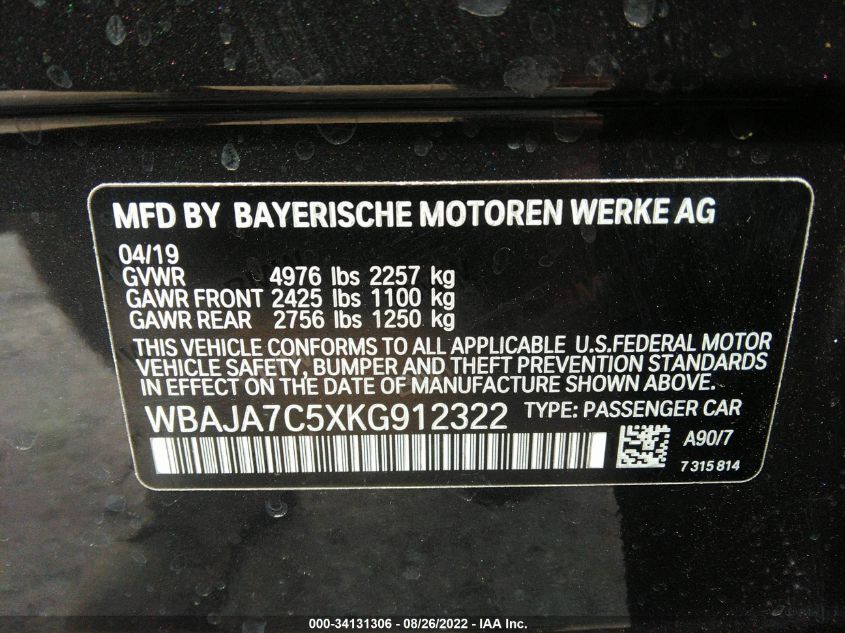 MFD BY BAYERISCHE MOTOREN WERKE AG
04/19
GVWR 4976 lbs 2257 kg
GAWR FRONT 2425 lbs 1100 kg
GAWR REAR 2756 lbs 1250 kg
THIS VEHICLE CONFORMS TO ALL APPLICABLE U.S.FEDERAL MOTOR
VEHICLE SAFETY, BUMPER AND THEFT PREVENTION STANDARDS
IN EFFECT ON THE DATE OF MANUFACTURE SHOWN ABOVE.
WBAJA7C5XKG912322 TYPE: PASSENGER CAR
A90/7
7 315 814
000-34131306 - 08/26/2022 - IAA Inc.